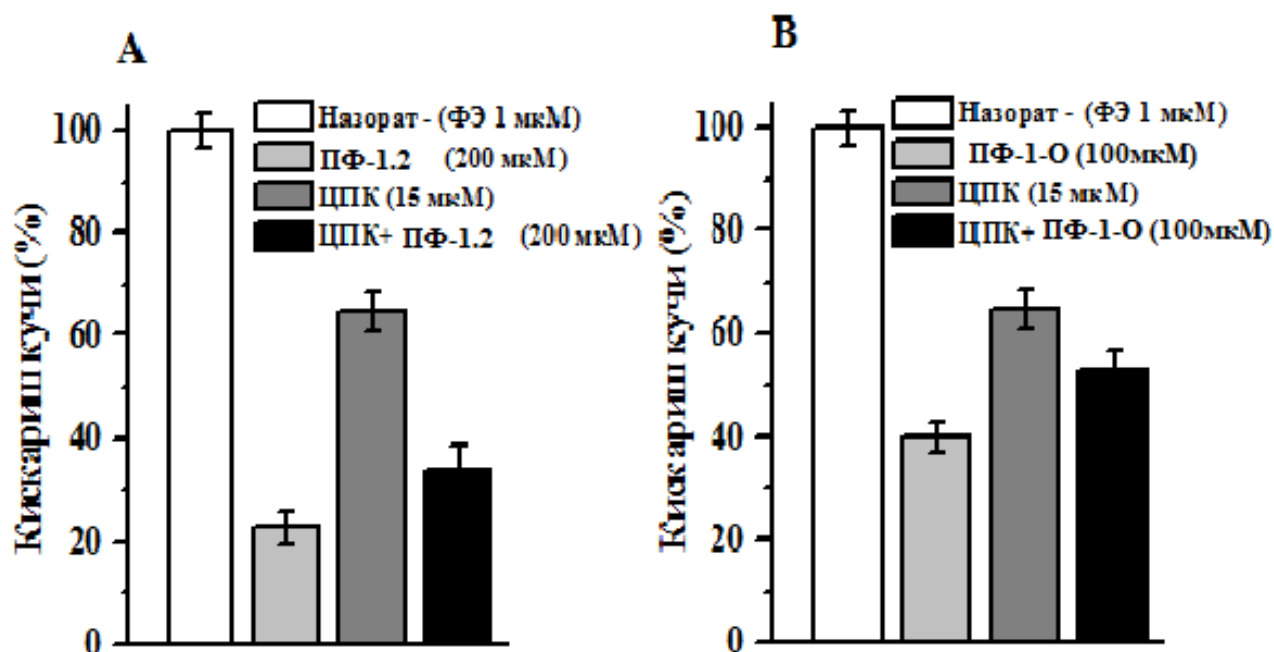 A
Назорат - (ФЭ 1 мкМ)
ПФ-1.2 (200 мкМ)
ЦПК (15 мкМ)
ЦПК+ ПФ-1.2 (200 мкМ)
Кискариш кучи (%)
100
80
60
40
20
0
B
Назорат - (ФЭ 1 мкМ)
ПФ-1-О (100мкМ)
ЦПК (15 мкМ)
ЦПК+ ПФ-1-О (100мкМ)
Кискариш кучи (%)
100
80
60
40
20
0